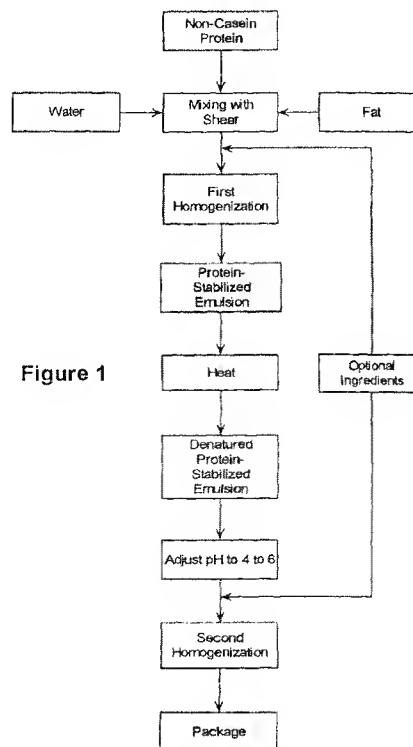 Non-Casein
Protein
Water
Mixing with
Shear
Fat
First
Homogenization
Protein-
Stabilized
Emulsion
Figure 1
Heat
Optional
Ingredients
Denatured
Protein-
Stabilized
Emulsion
Adjust pH to 4 to 6
Second
Homogenization
Package